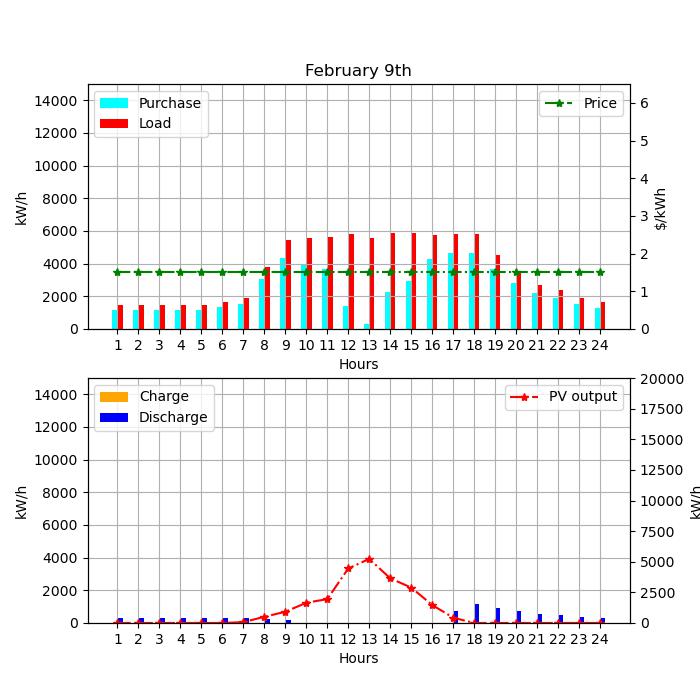 February 9th
Purchase
Load
Price
14000
12000
10000
8000
6000
4000
2000
0
kW/h
6
5
4
3
2
1
0
$/kWh
1 2 3 4 5 6 7 8 9 10 11 12 13 14 15 16 17 18 19 20 21 22 23 24
Hours
Charge
Discharge
PV output
14000
12000
10000
8000
6000
4000
2000
0
kW/h
20000
17500
15000
12500
10000
7500
5000
2500
0
kW/h
1 2 3 4 5 6 7 8 9 10 11 12 13 14 15 16 17 18 19 20 21 22 23 24
Hours